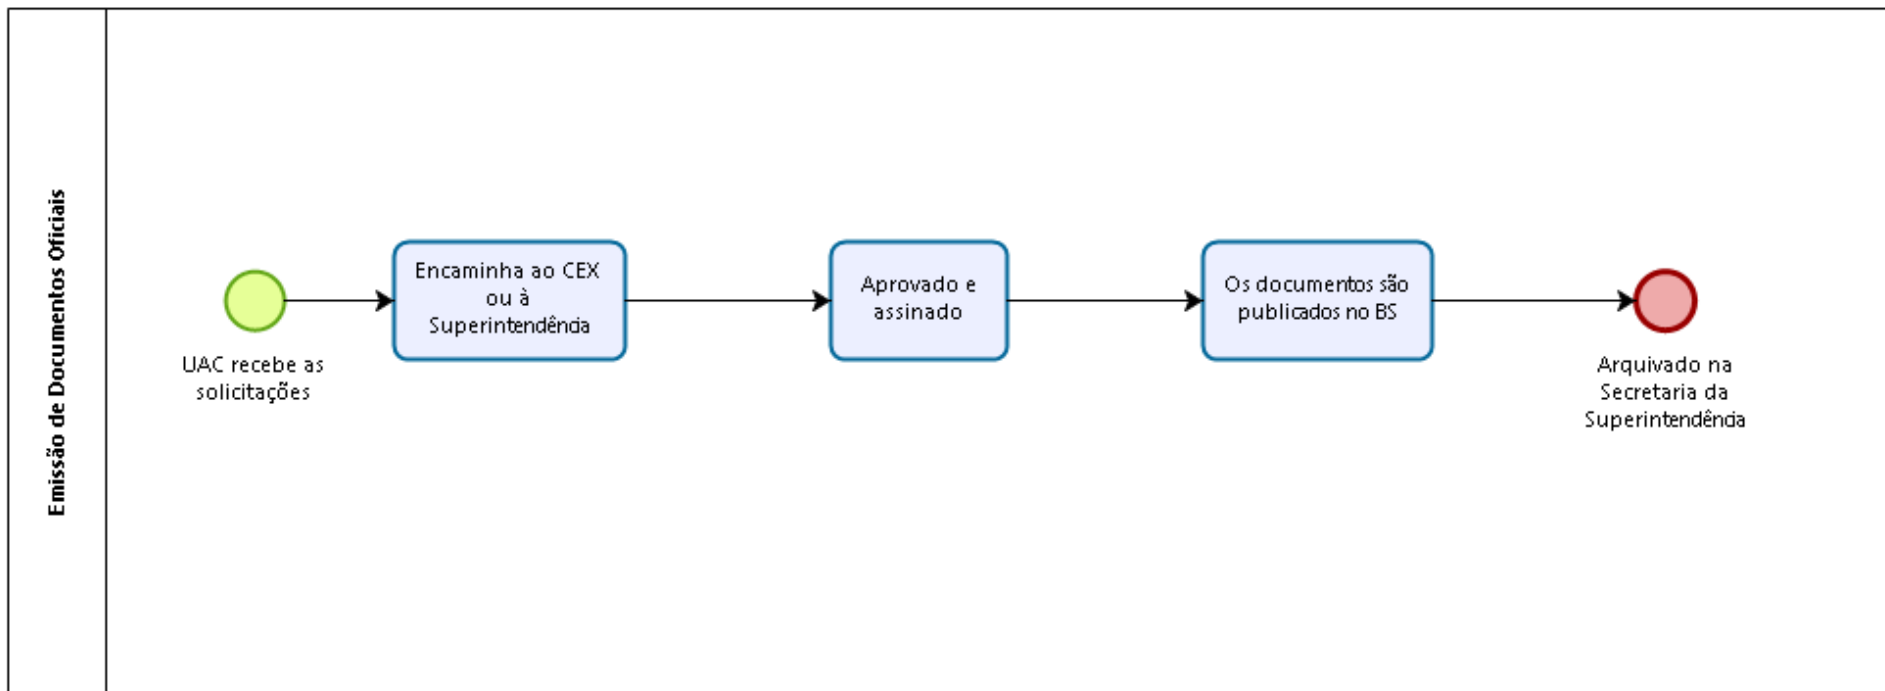 Emissão de Documentos Oficiais
UAC recebe as
solicitações
Encaminha ao CEX
ou à
Superintendência
Aprovado e
assinado
Os documentos são
publicados no BS
Arquivado na
Secretaria da
Superintendência